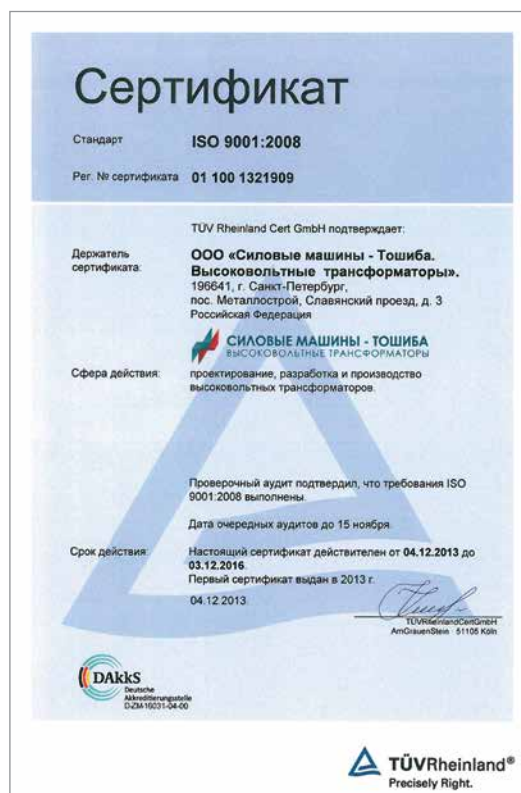 Сертификат
Стандарт ISO 9001:2008
Рег. № сертификата 01 100 1321909
TÜV Rheinland Cert GmbH подтверждает:
Держатель сертификата: ООО «Силовые машины - Тошиба.
Высоковольтные трансформаторы».
196641, г. Санкт-Петербург,
пос. Металлострой, Славянский проезд, д. 3
Российская Федерация
СИЛОВЫЕ МАШИНЫ - ТОШИБА
ВЫСОКОВОЛЬТНЫЕ ТРАНСФОРМАТОРЫ
Сфера действия: проектирование, разработка и производство
высоковольтных трансформаторов.
Проверочный аудит подтвердил, что требования ISO
9001:2008 выполнены.
Дата очередных аудитов до 15 ноября.
Срок действия: Настоящий сертификат действителен от 04.12.2013 до
03.12.2016.
Первый сертификат выдан в 2013 г.
04.12.2013
TÜVRheinlandCertGmbH
AmGrauenStein 51105 Köln
DAkkS
Deutsche
Akkreditierungsstelle
D-ZM-16031-04-00
TÜVRheinland®
Precisely Right.